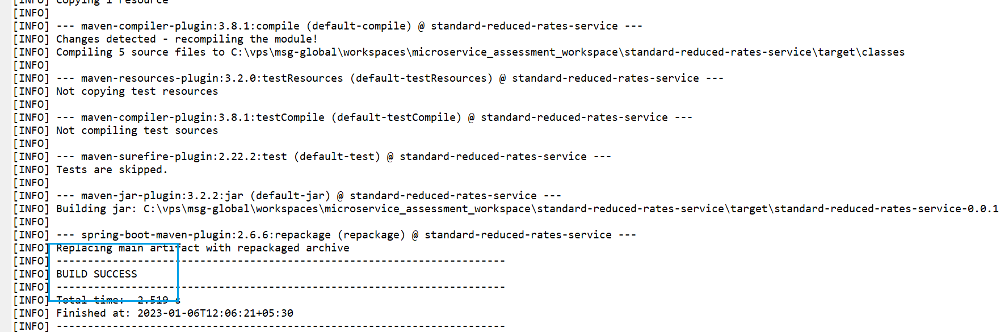 [INFO] Copying 1 resource
[INFO]
[INFO] --- maven-compiler-plugin:3.8.1:compile (default-compile) @ standard-reduced-rates-service ---
[INFO] Changes detected - recompiling the module!
[INFO] Compiling 5 source files to C:\vps\msg-global\workspaces\microservice_assessment_workspace\standard-reduced-rates-service\target\classes
[INFO]
[INFO] --- maven-resources-plugin:3.2.0:testResources (default-testResources) @ standard-reduced-rates-service ---
[INFO] Not copying test resources
[INFO]
[INFO] --- maven-compiler-plugin:3.8.1:testCompile (default-testCompile) @ standard-reduced-rates-service ---
[INFO] Not compiling test sources
[INFO]
[INFO] --- maven-surefire-plugin:2.22.2:test (default-test) @ standard-reduced-rates-service ---
[INFO] Tests are skipped.
[INFO]
[INFO] --- maven-jar-plugin:3.2.2:jar (default-jar) @ standard-reduced-rates-service ---
[INFO] Building jar: C:\vps\msg-global\workspaces\microservice_assessment_workspace\standard-reduced-rates-service\target\standard-reduced-rates-service-0.0.1
[INFO]
[INFO] --- spring-boot-maven-plugin:2.6.6:repackage (repackage) @ standard-reduced-rates-service ---
[INFO] Replacing main artifact with repackaged archive
[INFO] ------------------------------------------------------------------------
[INFO] BUILD SUCCESS
[INFO] ------------------------------------------------------------------------
[INFO] Total time:  2.519 s
[INFO] Finished at: 2023-01-06T12:06:21+05:30
[INFO] ------------------------------------------------------------------------